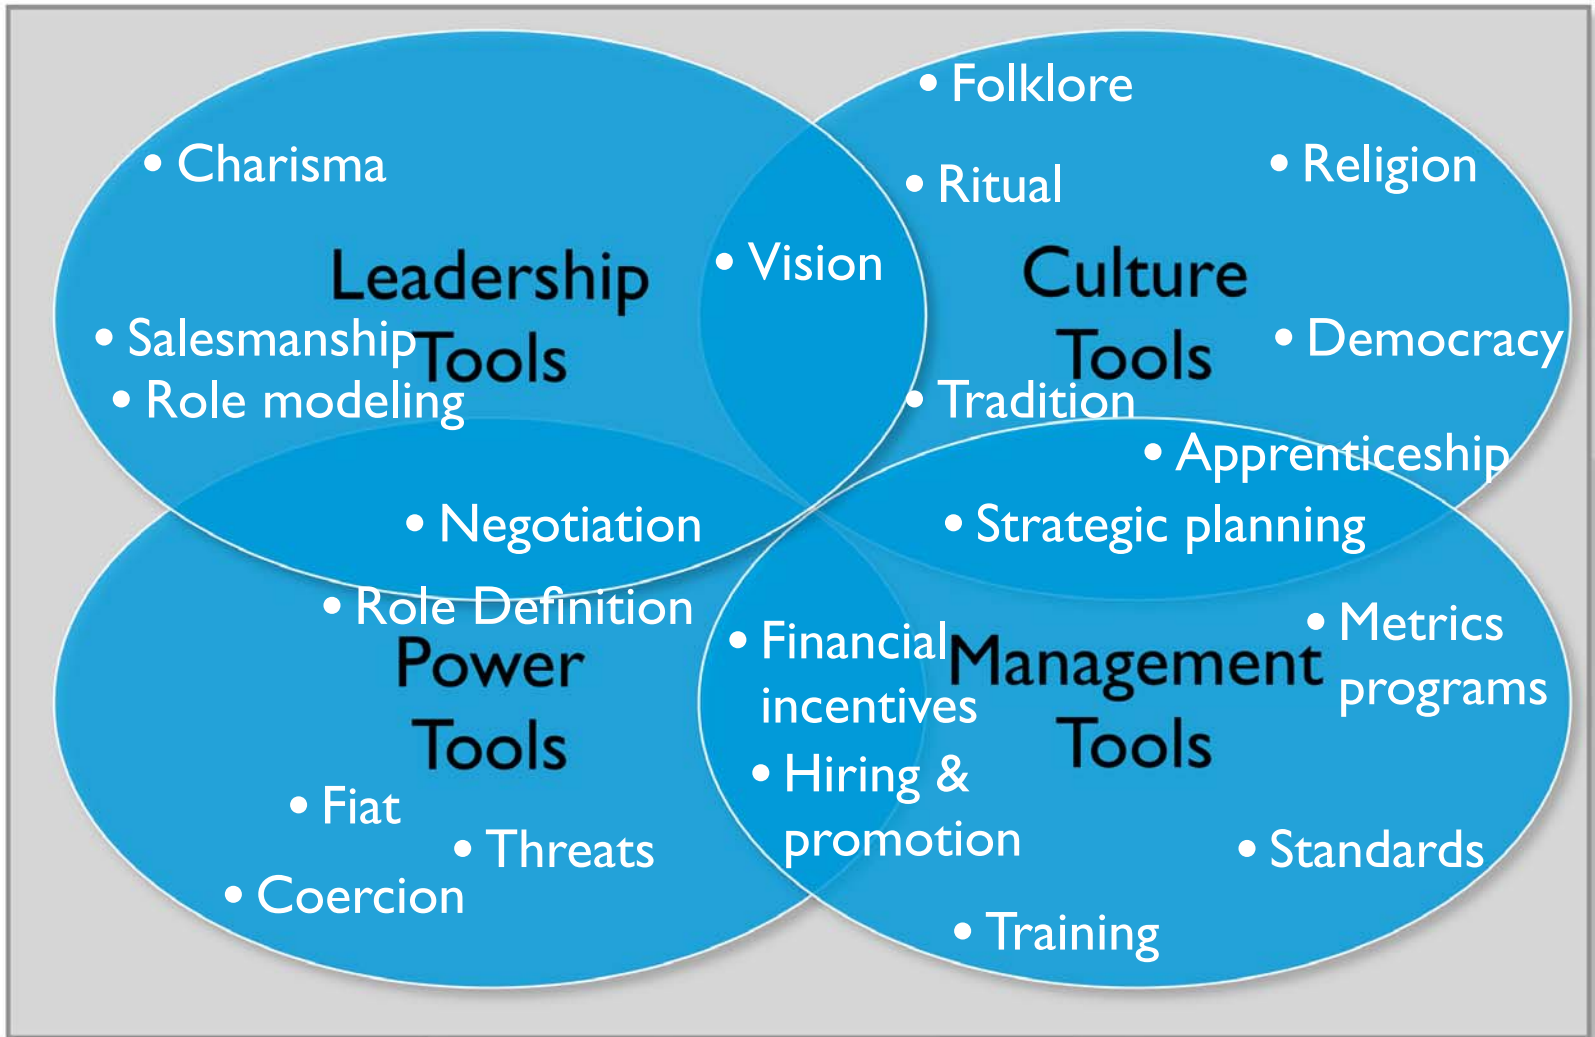 • Charisma
Leadership
Tools
• Salesmanship
• Role modeling
• Vision
• Folklore
• Ritual
• Religion
Culture
Tools
• Democracy
• Tradition
• Apprenticeship
• Negotiation
• Strategic planning
• Role Definition
Power
Tools
• Fiat
• Threats
• Coercion
• Financial
incentives
• Hiring &
promotion
Management
Tools
• Metrics
programs
• Standards
• Training